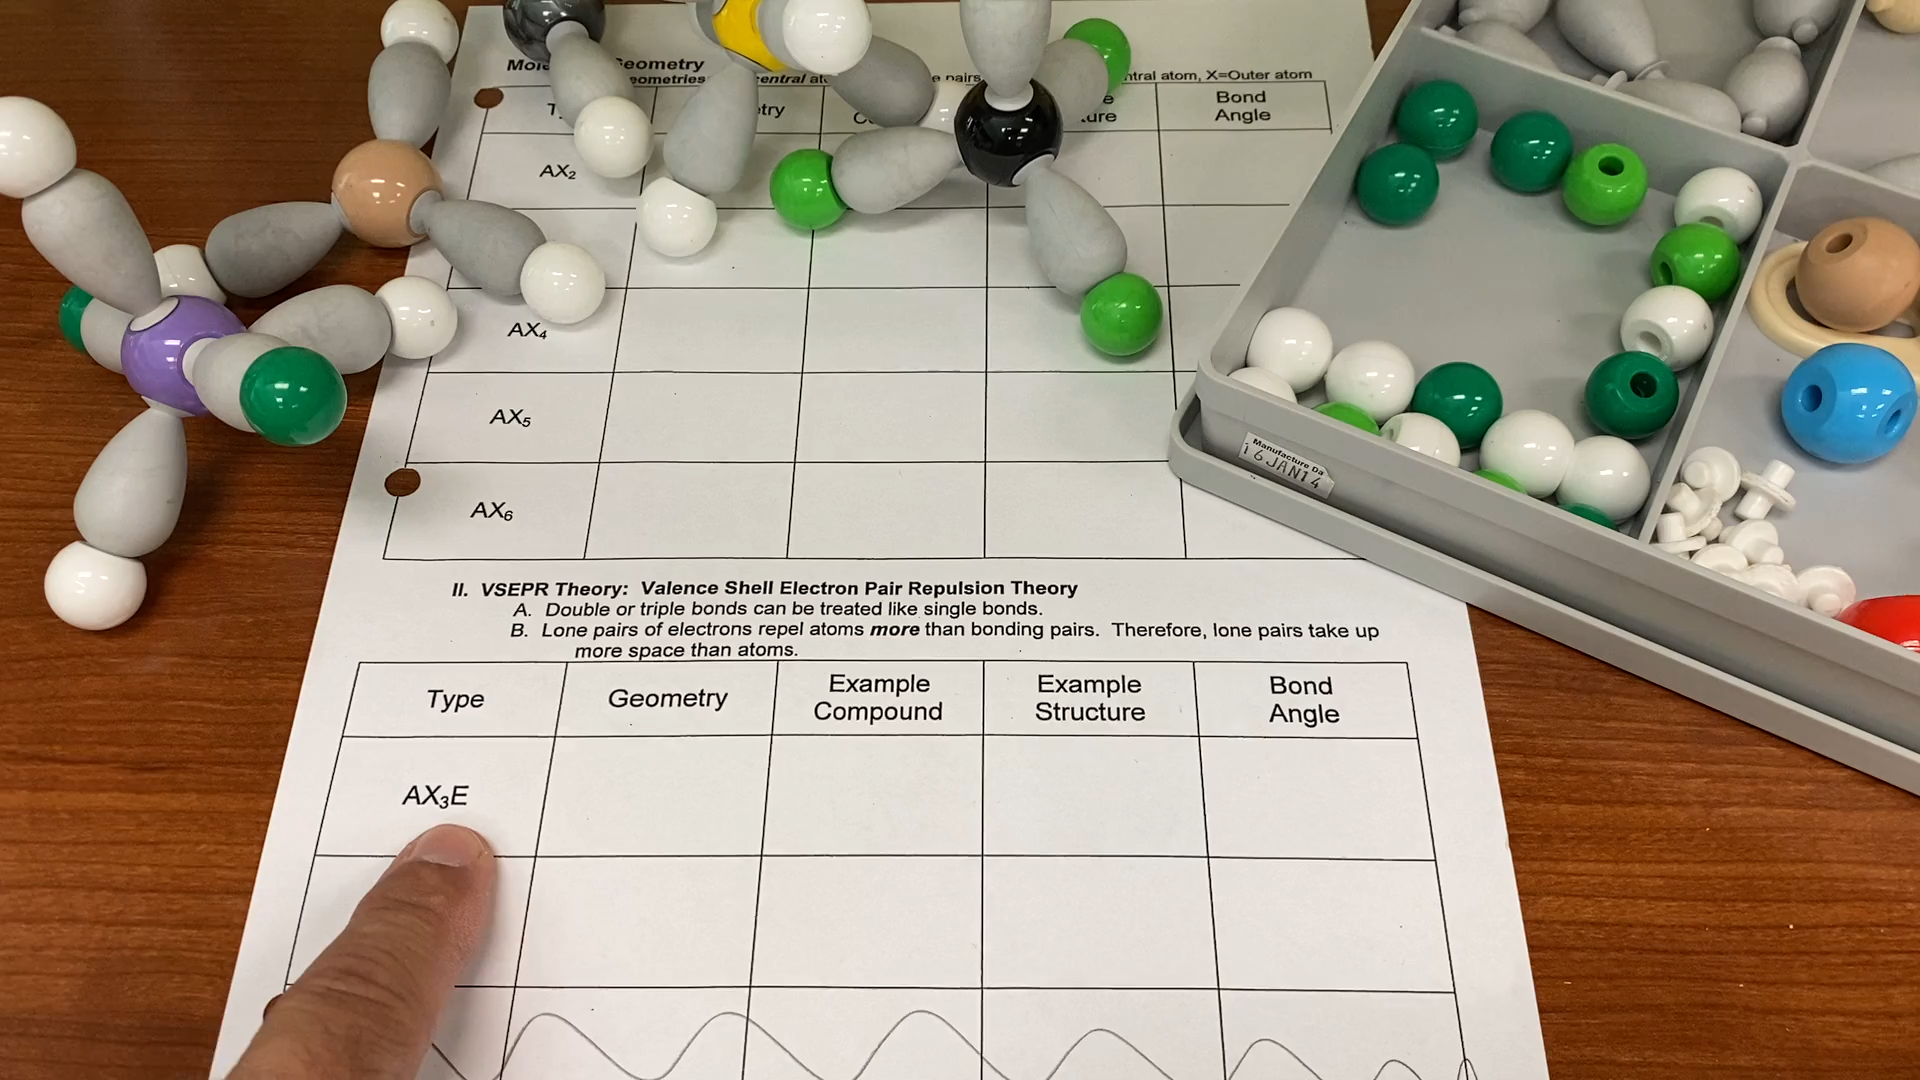 Geometry
eometries central pairs ntral atom, X=Outer atom
Bond
Angle
AX₂
AX₄
AX₅
AX₆
II. VSEPR Theory: Valence Shell Electron Pair Repulsion Theory
A. Double or triple bonds can be treated like single bonds.
B. Lone pairs of electrons repel atoms more than bonding pairs. Therefore, lone pairs take up
more space than atoms.
Type Geometry Example Compound Example Structure Bond Angle
AX₃E
Manufacture Da
16JAN14